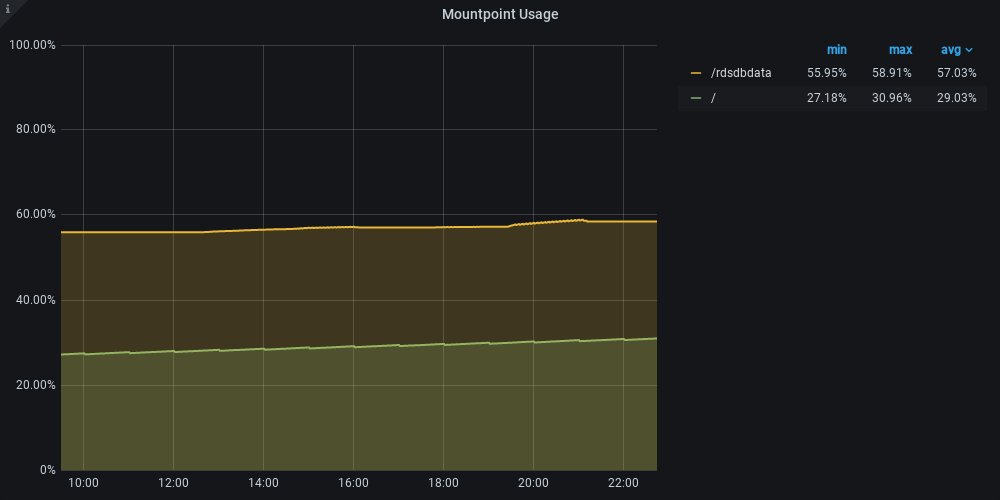 i
Mountpoint Usage
100.00%
80.00%
60.00%
40.00%
20.00%
0%
10:00 12:00 14:00 16:00 18:00 20:00 22:00
min max avg
/rdsdbdata 55.95% 58.91% 57.03%
/ 27.18% 30.96% 29.03%